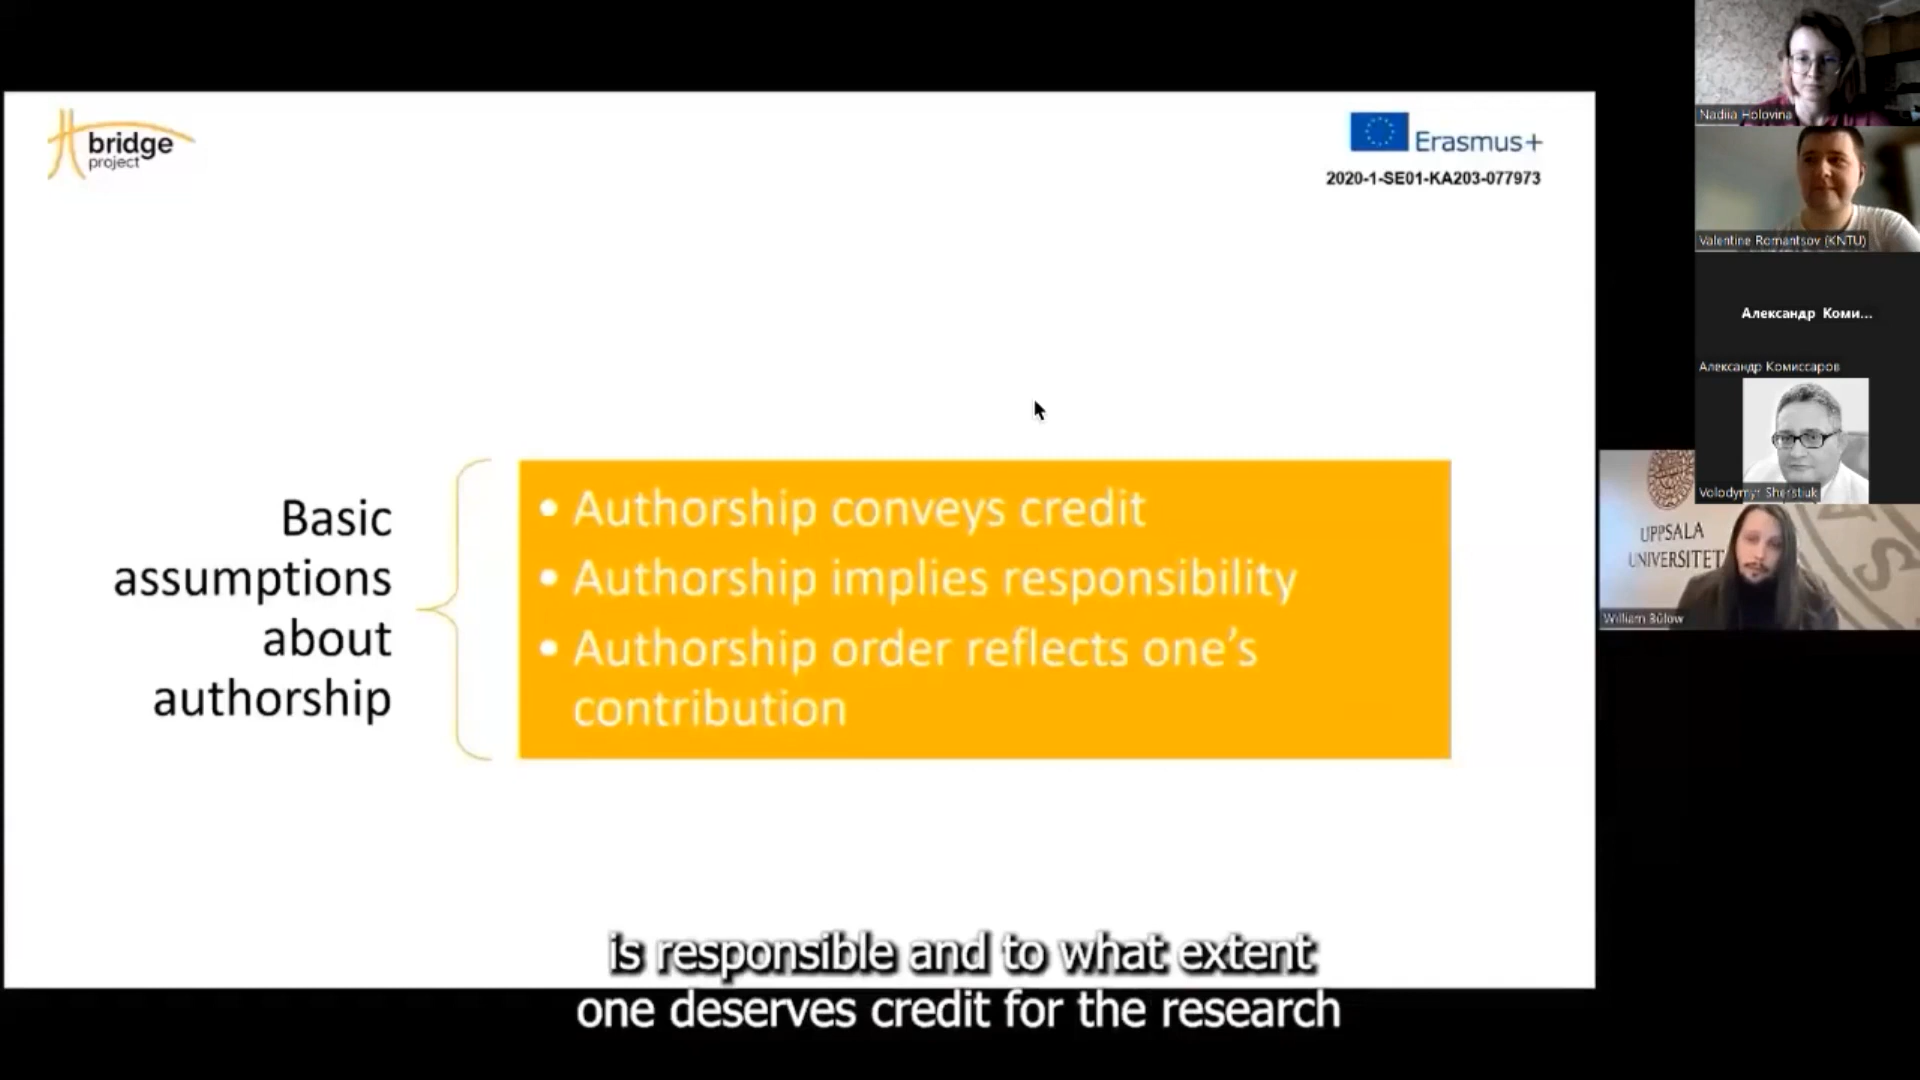 bridge
project
Erasmus+
2020-1-SE01-KA203-077973
Basic
assumptions
about
authorship
• Authorship conveys credit
• Authorship implies responsibility
• Authorship order reflects one's
contribution
is responsible and to what extent
one deserves credit for the research
Nadiia Holovina
Valentine Romantsov (KNTU)
Александр Коми...
Александр Комиссаров
Volodymyr Sherstiuk
UPPSALA
UNIVERSITET
William Bülow